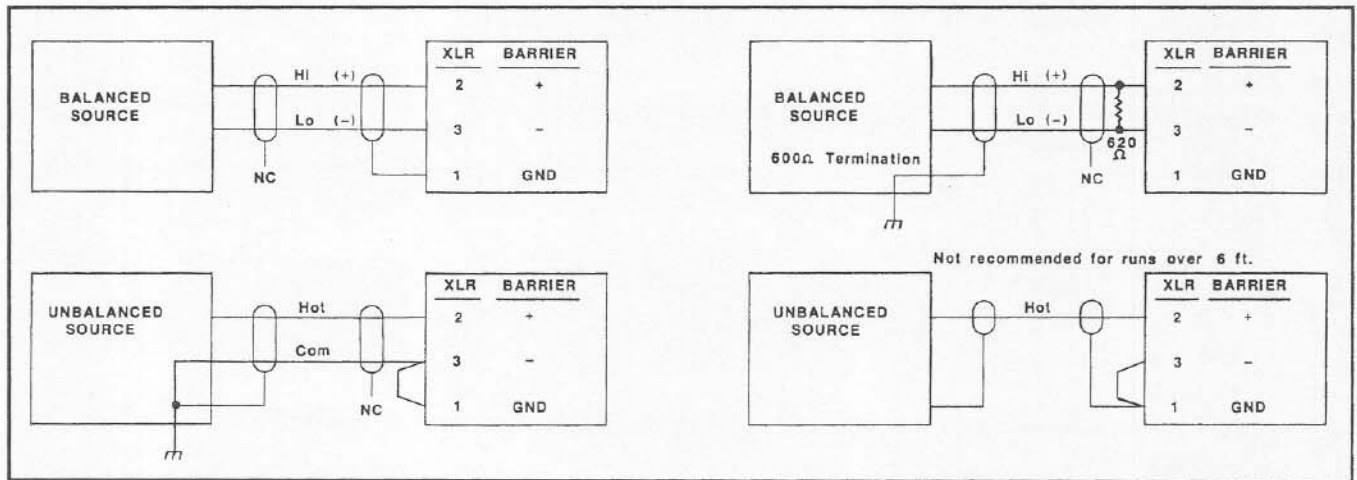 XLR BARRIER
Hi (+)
2 +
BALANCED
SOURCE
Lo (-)
3 -
NC
1 GND
XLR BARRIER
Hi (+)
2 +
BALANCED
SOURCE
Lo (-)
3 -
620
Ω
600Ω Termination
NC
1 GND
XLR BARRIER
Hot
2 +
UNBALANCED
SOURCE
Com
3 -
NC
1 GND
Not recommended for runs over 6 ft.
XLR BARRIER
Hot
2 +
UNBALANCED
SOURCE
3 -
1 GND